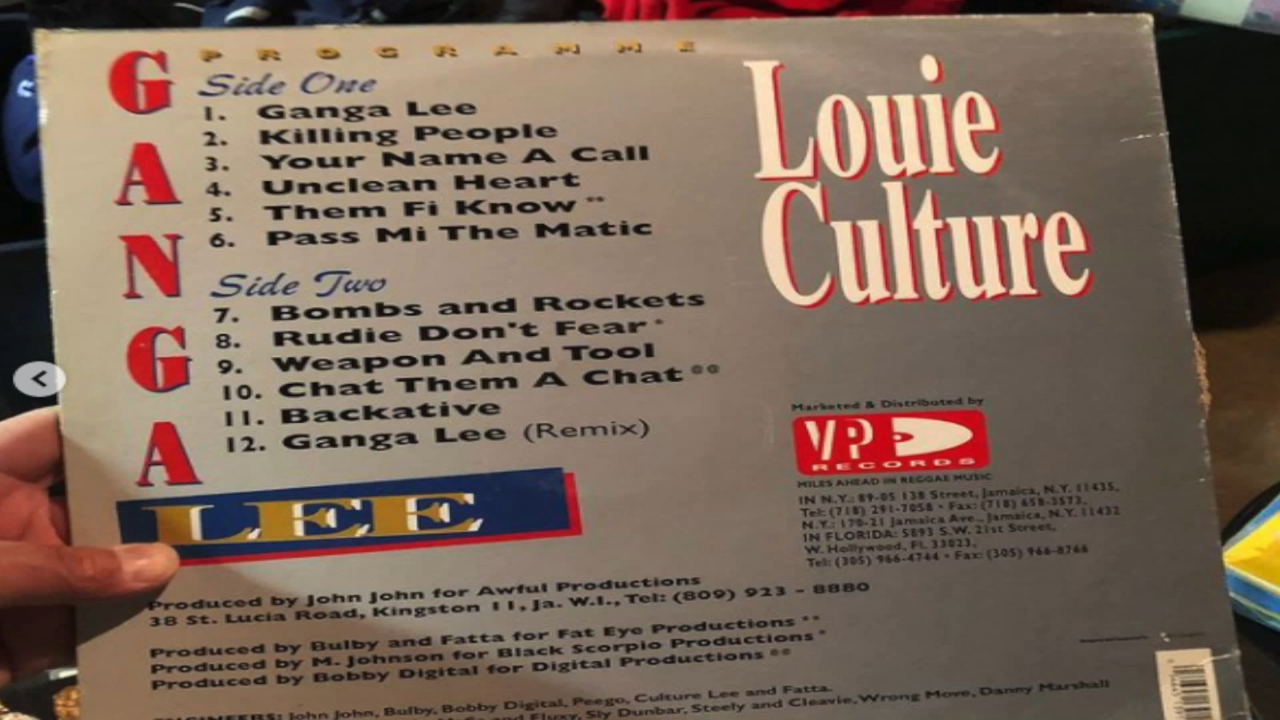 PROGRAMME
GANGA
LEE
Side One
1. Ganga Lee
2. Killing People
3. Your Name A Call
4. Unclean Heart
5. Them Fi Know **
6. Pass Mi The Matic
Side Two
7. Bombs and Rockets
8. Rudie Don't Fear *
9. Weapon And Tool
10. Chat Them A Chat °°
11. Backative
12. Ganga Lee (Remix)
Louie
Culture
Marketed & Distributed by
VP
RECORDS
MILES AHEAD IN REGGAE MUSIC
IN N.Y.: 89-05 138 Street, Jamaica, N.Y. 11435,
Tel: (718) 291-7058 • Fax: (718) 658-3573,
N.Y.: 170-21 Jamaica Ave., Jamaica, N.Y. 11432
IN FLORIDA: 5893 S.W. 21st Street,
W. Hollywood, FL 33023,
Tel: (305) 966-4744 • Fax: (305) 966-8766
Produced by John John for Awful Productions
38 St. Lucia Road, Kingston 11, Ja. W.I., Tel: (809) 923 - 8880
Produced by Bulby and Fatta for Fat Eye Productions **
Produced by M. Johnson for Black Scorpio Productions *
Produced by Bobby Digital for Digital Productions °°
ENGINEERS: John John, Bulby, Bobby Digital, Peego, Culture Lee and Fatta.
and Fluxy, Sly Dunbar, Steely and Cleavie, Wrong Move, Danny Marshall